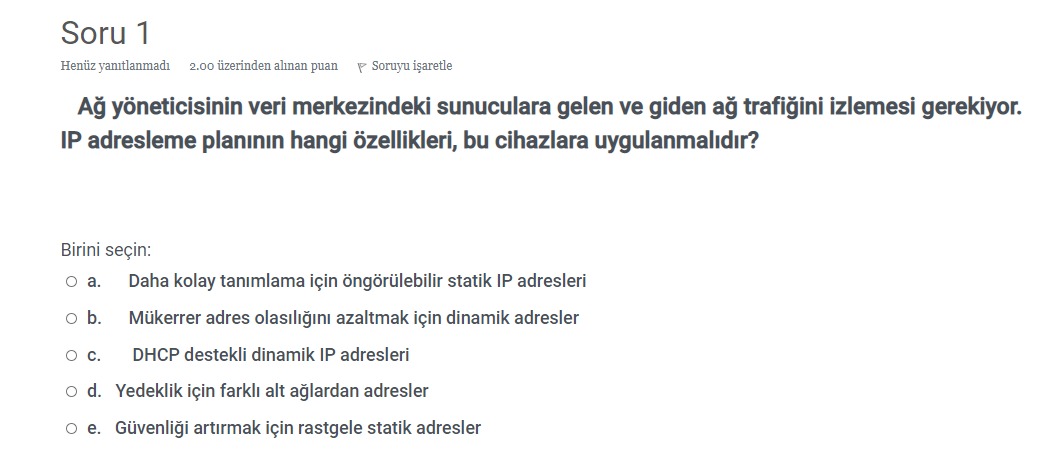 Soru 1
Henüz yanıtlanmadı 2.00 üzerinden alınan puan Soruyu işaretle
Ağ yöneticisinin veri merkezindeki sunuculara gelen ve giden ağ trafiğini izlemesi gerekiyor.
IP adresleme planının hangi özellikleri, bu cihazlara uygulanmalıdır?
Birini seçin:
a. Daha kolay tanımlama için öngörülebilir statik IP adresleri
b. Mükerrer adres olasılığını azaltmak için dinamik adresler
c. DHCP destekli dinamik IP adresleri
d. Yedeklik için farklı alt ağlardan adresler
e. Güvenliği artırmak için rastgele statik adresler